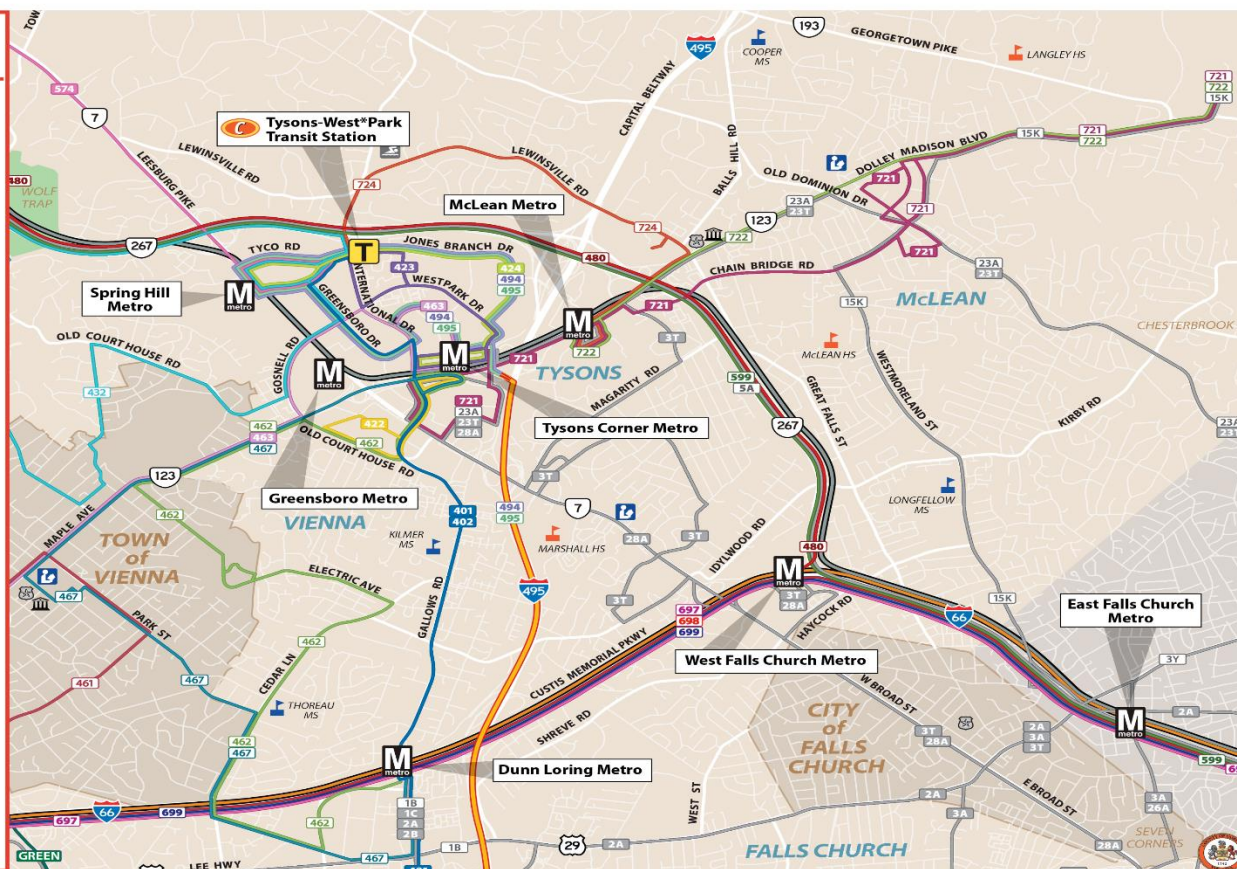 TOW
193
GEORGETOWN PIKE
495
COOPER
MS
LANGLEY HS
574
7
721
722
15K
C
Tysons-West*Park
Transit Station
CAPITAL BELTWAY
BALLS HILL RD
LEESBURG PIKE
LEWINSVILLE RD
LEWINSVILLE RD
724
15K
721
722
DOLLEY MADISON BLVD
OLD DOMINION DR
721
480
WOLF
TRAP
McLean Metro
23A
23T
721
724
123
722
267
TYCO RD
T
JONES BRANCH DR
480
721
423
424
494
495
INTERNATIONAL DR
WESTPARK DR
CHAIN BRIDGE RD
23A
23T
Spring Hill
Metro
M
metro
GREENSBORO DR
463
494
495
721
15K
McLEAN
M
metro
OLD COURT HOUSE RD
GOSNELL RD
M
metro
M
metro
721
722
3T
McLEAN HS
CHESTERBROOK
TYSONS
MAGARITY RD
599
5A
GREAT FALLS ST
WESTMORELAND ST
KIRBY RD
432
462
463
467
422
462
OLD COURT HOUSE RD
721
23A
23T
28A
Tysons Corner Metro
267
23A
23T
123
Greensboro Metro
3T
7
LONGFELLOW
MS
MAPLE AVE
462
VIENNA
401
402
494
495
28A
TOWN
of
VIENNA
KILMER
MS
MARSHALL HS
3T
IDYLWOOD RD
480
ELECTRIC AVE
GALLOWS RD
495
M
metro
467
3T
697
698
699
3T
28A
HAYCOCK RD
15K
66
East Falls Church
Metro
PARK ST
462
CEDAR LN
CUSTIS MEMORIAL PKWY
West Falls Church Metro
3Y
461
467
W BROAD ST
THOREAU
MS
SHREVE RD
CITY
of
FALLS
CHURCH
3T
28A
2A
3A
3T
M
metro
2A
462
467
M
metro
Dunn Loring Metro
599
E BROAD ST
697
66
699
1B
1C
2A
2B
WEST ST
2A
3A
3A
26A
462
GREEN
LEE HWY
467
1B
29
2A
FALLS CHURCH
28A
SEVEN
CORNERS